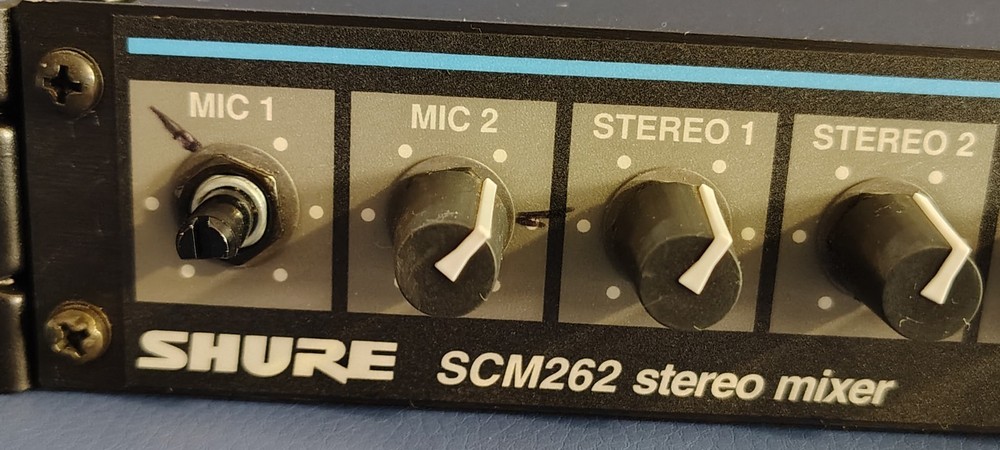 MIC 1
MIC 2
STEREO 1
STEREO 2
SHURE
SCM262 stereo mixer